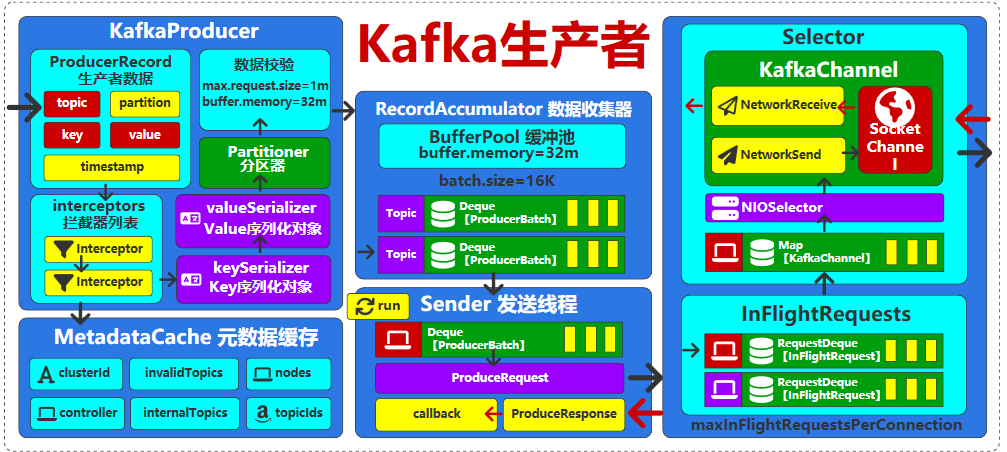 Kafka生产者
KafkaProducer
ProducerRecord
生产者数据
topic
partition
key
value
timestamp
interceptors
拦截器列表
Interceptor
Interceptor
数据校验
max.request.size=1m
buffer.memory=32m
Partitioner
分区器
valueSerializer
Value序列化对象
keySerializer
Key序列化对象
MetadataCache 元数据缓存
clusterId
invalidTopics
nodes
controller
internalTopics
topicIds
RecordAccumulator 数据收集器
BufferPool 缓冲池
buffer.memory=32m
batch.size=16K
Topic
Deque
【ProducerBatch】
Topic
Deque
【ProducerBatch】
Sender 发送线程
run
Deque
【ProducerBatch】
ProduceRequest
callback
ProduceResponse
Selector
KafkaChannel
NetworkReceive
NetworkSend
Socket
Channe
l
NIOSelector
Map
【KafkaChannel】
InFlightRequests
RequestDeque
【InFlightRequest】
RequestDeque
【InFlightRequest】
maxInFlightRequestsPerConnection